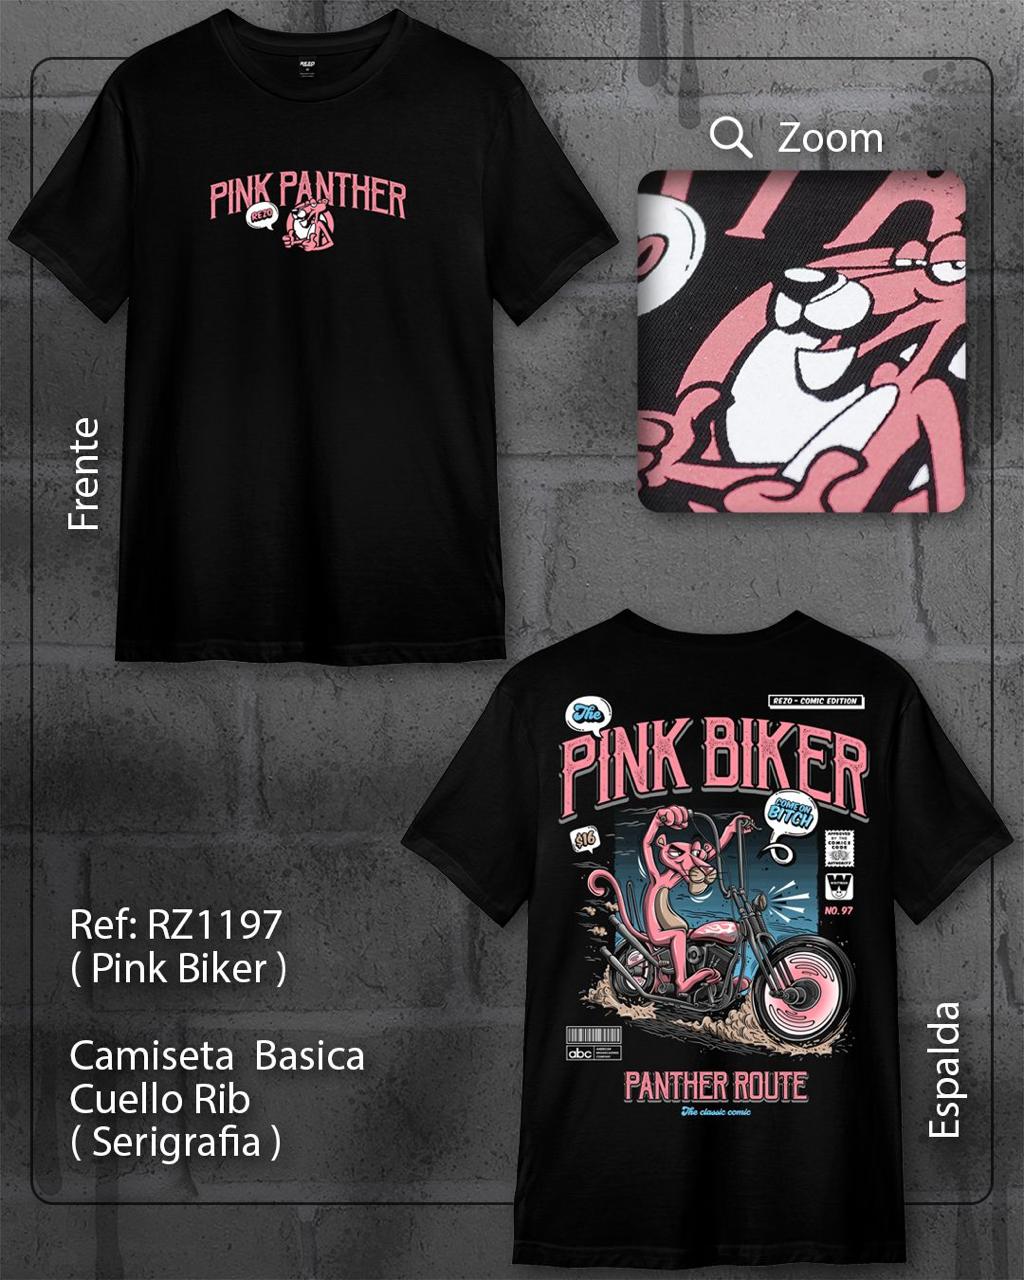 REZO
PINK PANTHER
REZO
Zoom
Frente
The
REZO - COMIC EDITION
PINK BIKER
COME ON
BITCH
$16
APPROVED
BY THE
COMICS
CODE
AUTHORITY
W
NO. 97
abc
PANTHER ROUTE
The classic comic
Ref: RZ1197
( Pink Biker )
Camiseta Basica
Cuello Rib
( Serigrafia )
Espalda